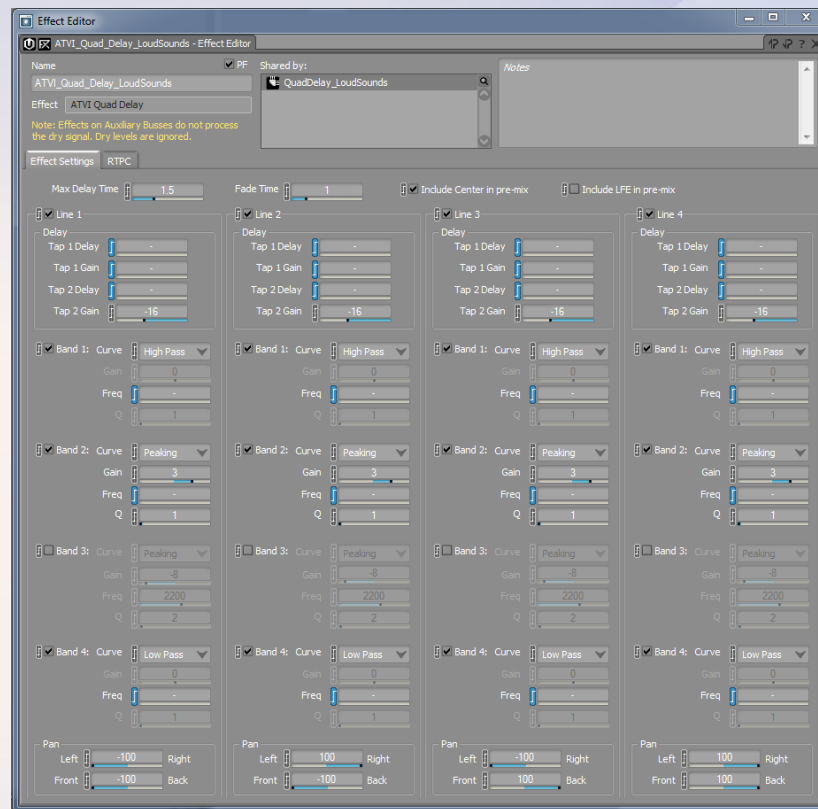 Effect Editor
ATVI_Quad_Delay_LoudSounds - Effect Editor
Name PF Shared by: Notes
ATVI_Quad_Delay_LoudSounds QuadDelay_LoudSounds
Effect ATVI Quad Delay
Note: Effects on Auxiliary Busses do not process
the dry signal. Dry levels are ignored.
Effect Settings RTPC
Max Delay Time 1.5 Fade Time 1 Include Center in pre-mix Include LFE in pre-mix
Line 1 Line 2 Line 3 Line 4
Delay Delay Delay Delay
Tap 1 Delay - Tap 1 Delay - Tap 1 Delay - Tap 1 Delay -
Tap 1 Gain - Tap 1 Gain - Tap 1 Gain - Tap 1 Gain -
Tap 2 Delay - Tap 2 Delay - Tap 2 Delay - Tap 2 Delay -
Tap 2 Gain -16 Tap 2 Gain -16 Tap 2 Gain -16 Tap 2 Gain -16
Band 1: Curve High Pass Band 1: Curve High Pass Band 1: Curve High Pass Band 1: Curve High Pass
Gain 0 Gain 0 Gain 0 Gain 0
Freq - Freq - Freq - Freq -
Q 1 Q 1 Q 1 Q 1
Band 2: Curve Peaking Band 2: Curve Peaking Band 2: Curve Peaking Band 2: Curve Peaking
Gain 3 Gain 3 Gain 3 Gain 3
Freq - Freq - Freq - Freq -
Q 1 Q 1 Q 1 Q 1
Band 3: Curve Peaking Band 3: Curve Peaking Band 3: Curve Peaking Band 3: Curve Peaking
Gain -8 Gain -8 Gain -8 Gain -8
Freq 2200 Freq 2200 Freq 2200 Freq 2200
Q 2 Q 2 Q 2 Q 2
Band 4: Curve Low Pass Band 4: Curve Low Pass Band 4: Curve Low Pass Band 4: Curve Low Pass
Gain 0 Gain 0 Gain 0 Gain 0
Freq - Freq - Freq - Freq -
Q 1 Q 1 Q 1 Q 1
Pan Pan Pan Pan
Left -100 Right Left 100 Right Left -100 Right Left 100 Right
Front -100 Back Front -100 Back Front 100 Back Front 100 Back